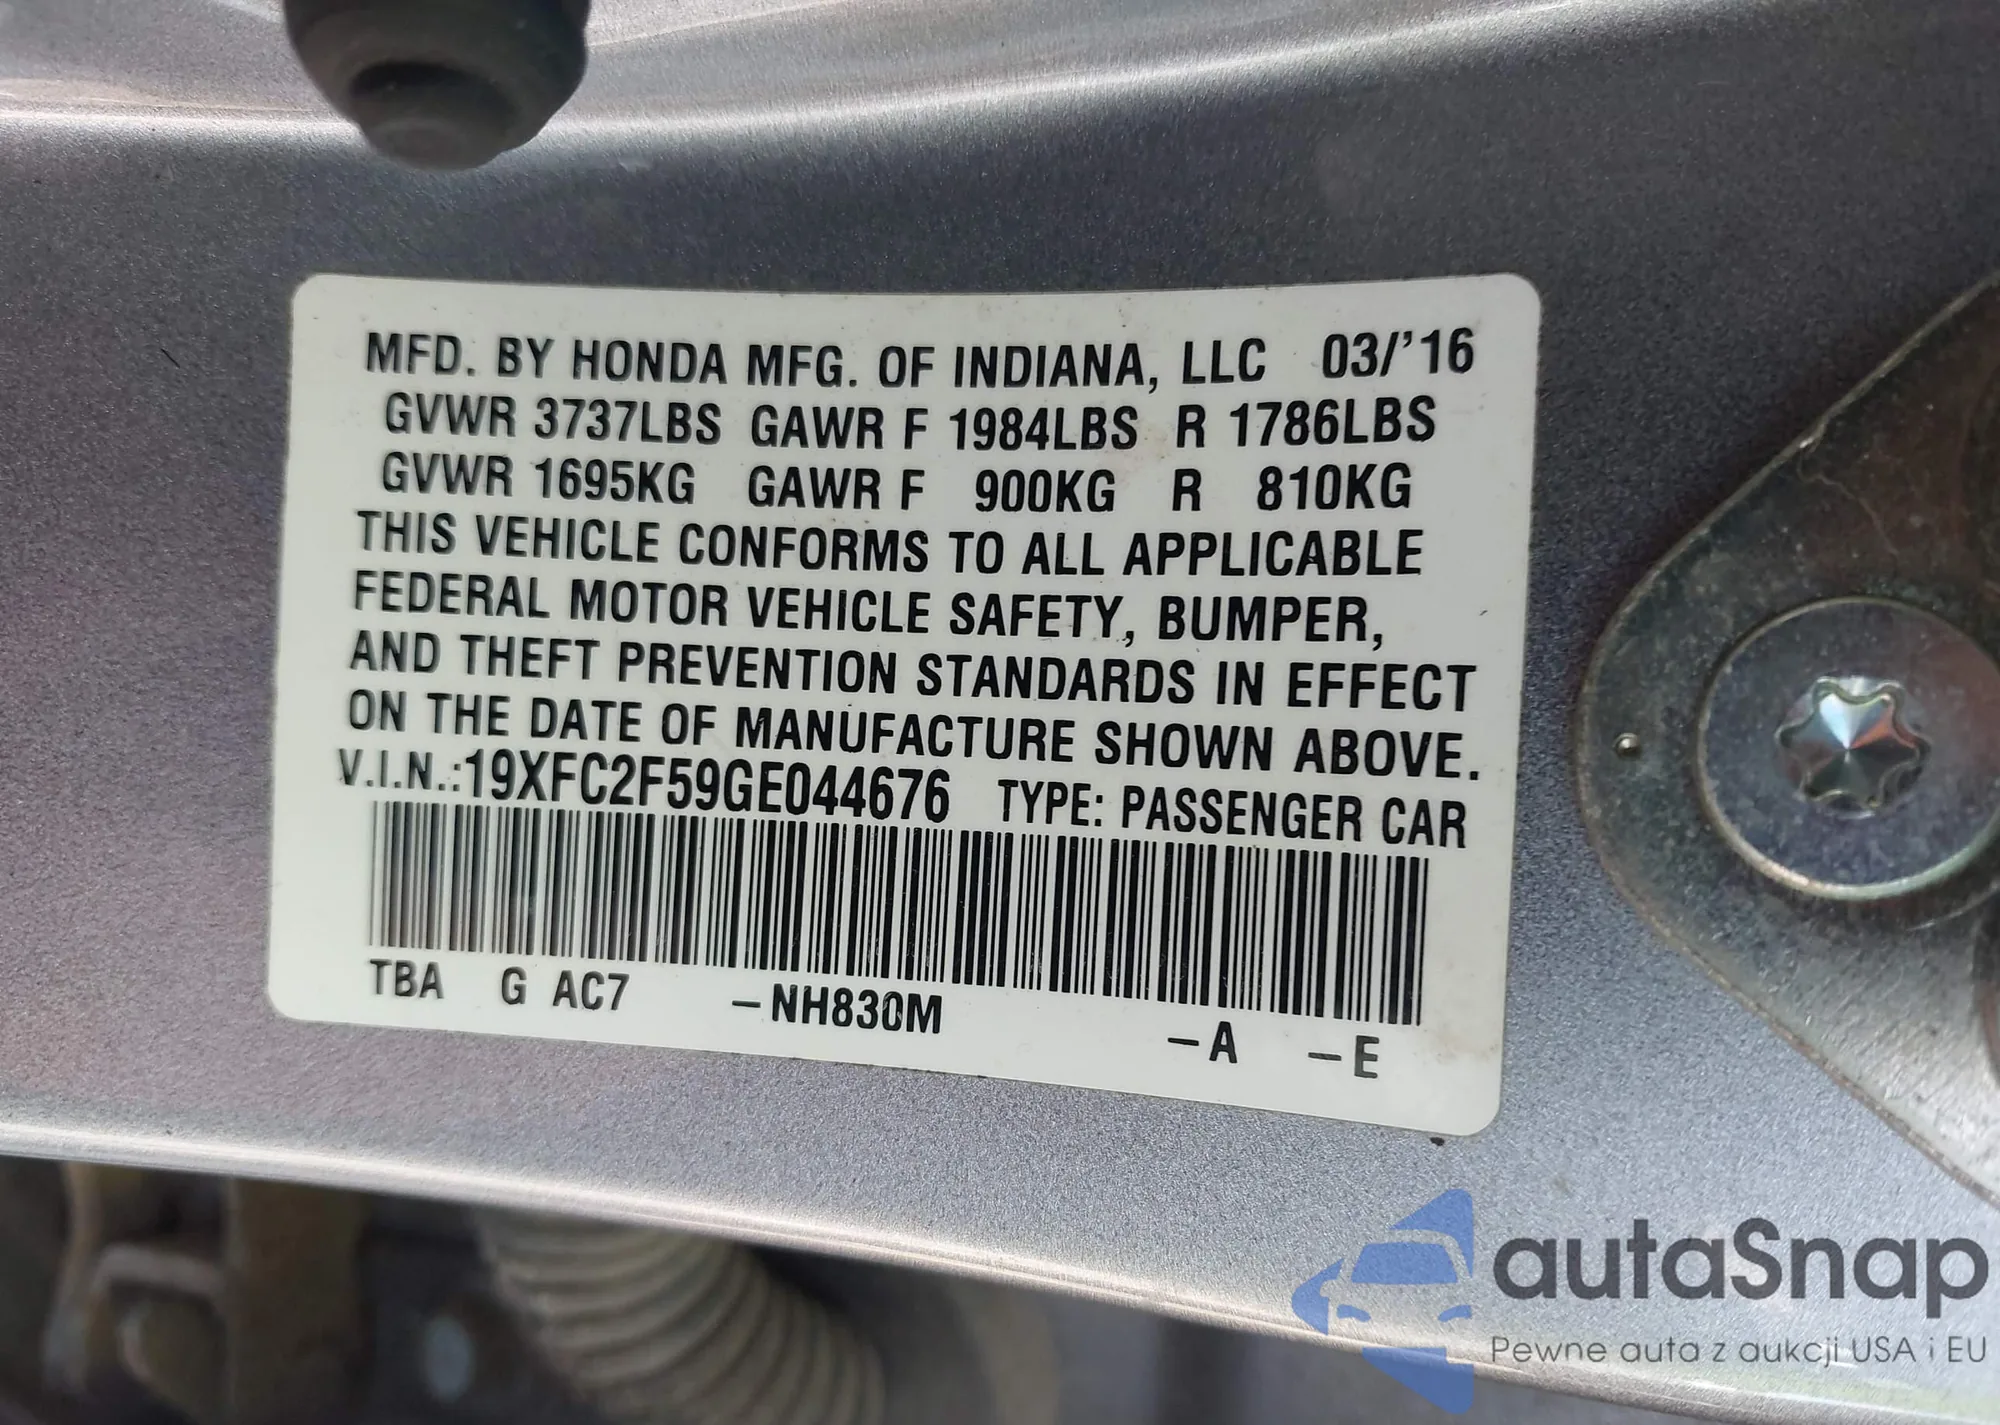 MFD. BY HONDA MFG. OF INDIANA, LLC 03/'16
GVWR 3737LBS GAWR F 1984LBS R 1786LBS
GVWR 1695KG GAWR F 900KG R 810KG
THIS VEHICLE CONFORMS TO ALL APPLICABLE
FEDERAL MOTOR VEHICLE SAFETY, BUMPER,
AND THEFT PREVENTION STANDARDS IN EFFECT
ON THE DATE OF MANUFACTURE SHOWN ABOVE.
V.I.N.:19XFC2F59GE044676 TYPE: PASSENGER CAR
TBA G AC7 -NH830M -A -E
autaSnap
Pewne auta z aukcji USA i EU